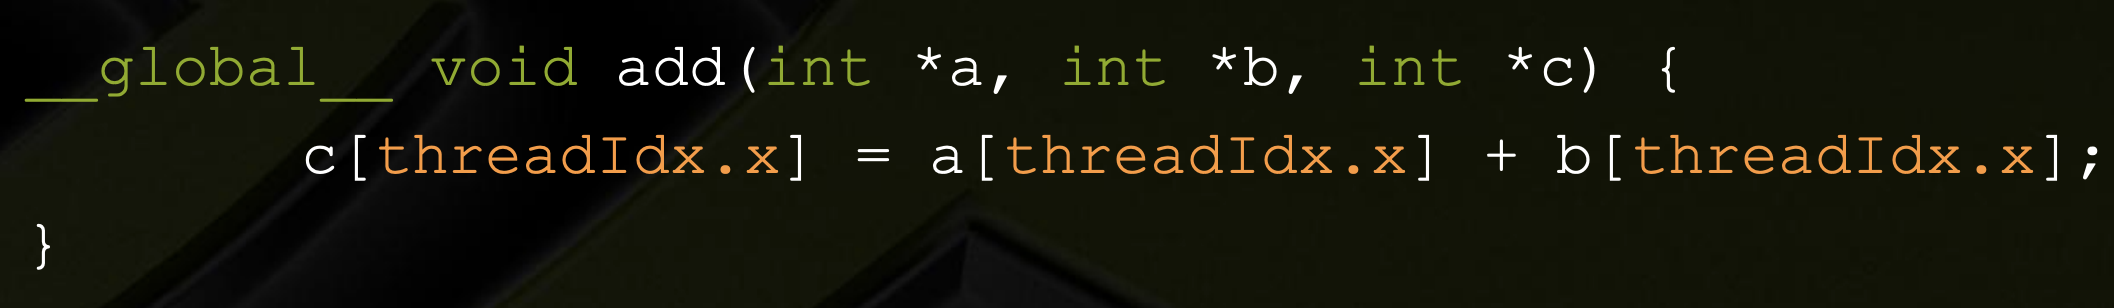 __global__ void add(int *a, int *b, int *c) {
c[threadIdx.x] = a[threadIdx.x] + b[threadIdx.x];
}